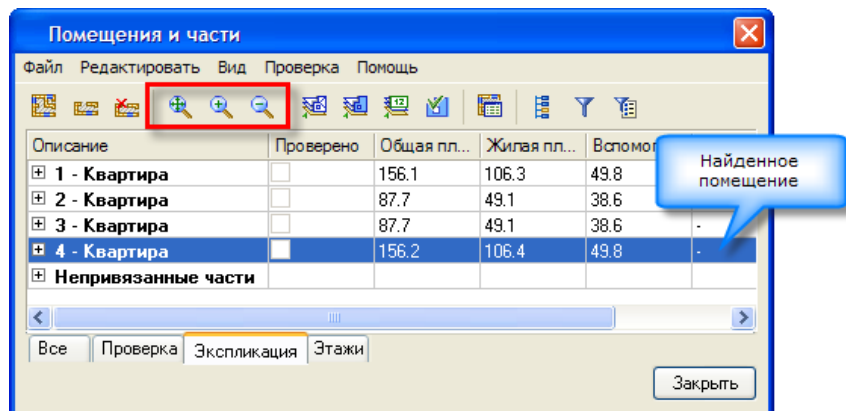 Помещения и части
Файл Редактировать Вид Проверка Помощь
Описание Проверено Общая пл... Жилая пл... Вспомог
1 - Квартира 156.1 106.3 49.8
2 - Квартира 87.7 49.1 38.6
3 - Квартира 87.7 49.1 38.6 -
4 - Квартира 156.2 106.4 49.8 -
Непривязанные части
Найденное
помещение
Все Проверка Экспликация Этажи
Закрыть